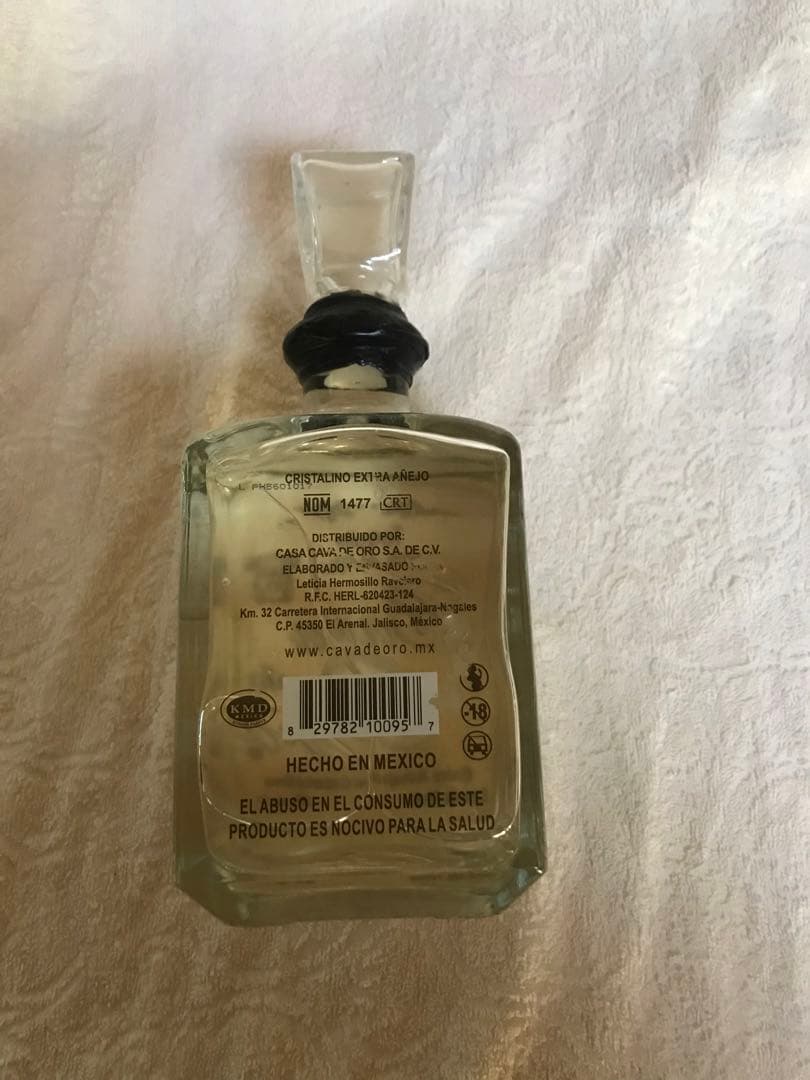 CRISTALINO EXTRA AÑEJO
NOM 1477 CRT
DISTRIBUIDO POR:
CASA CAVA DE ORO S.A. DE C.V.
ELABORADO Y ENVASADO
Leticia Hermosillo Ravelero
R.F.C. HERL-620423-124
Km. 32 Carretera Internacional Guadalajara-Nogales
C.P. 45350 El Arenal. Jalisco, México
www.cavadeoro.mx
KMD
MEXICO
8 29782 10095 7
-18
HECHO EN MEXICO
EL ABUSO EN EL CONSUMO DE ESTE
PRODUCTO ES NOCIVO PARA LA SALUD